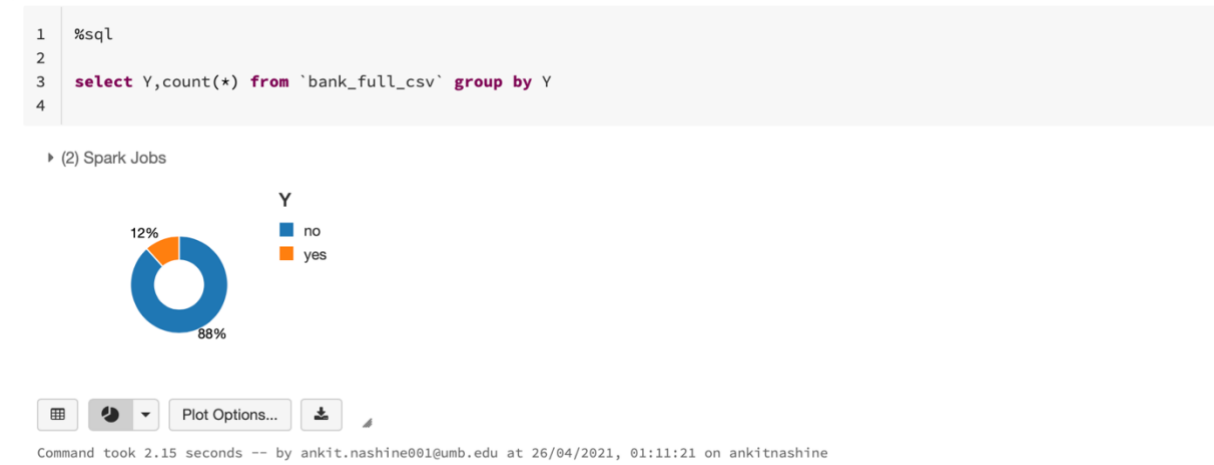 1 %sql
2
3 select Y,count(*) from `bank_full_csv` group by Y
4
(2) Spark Jobs
Y
no
yes
12%
88%
Plot Options...
Command took 2.15 seconds -- by ankit.nashine001@umb.edu at 26/04/2021, 01:11:21 on ankitnashine